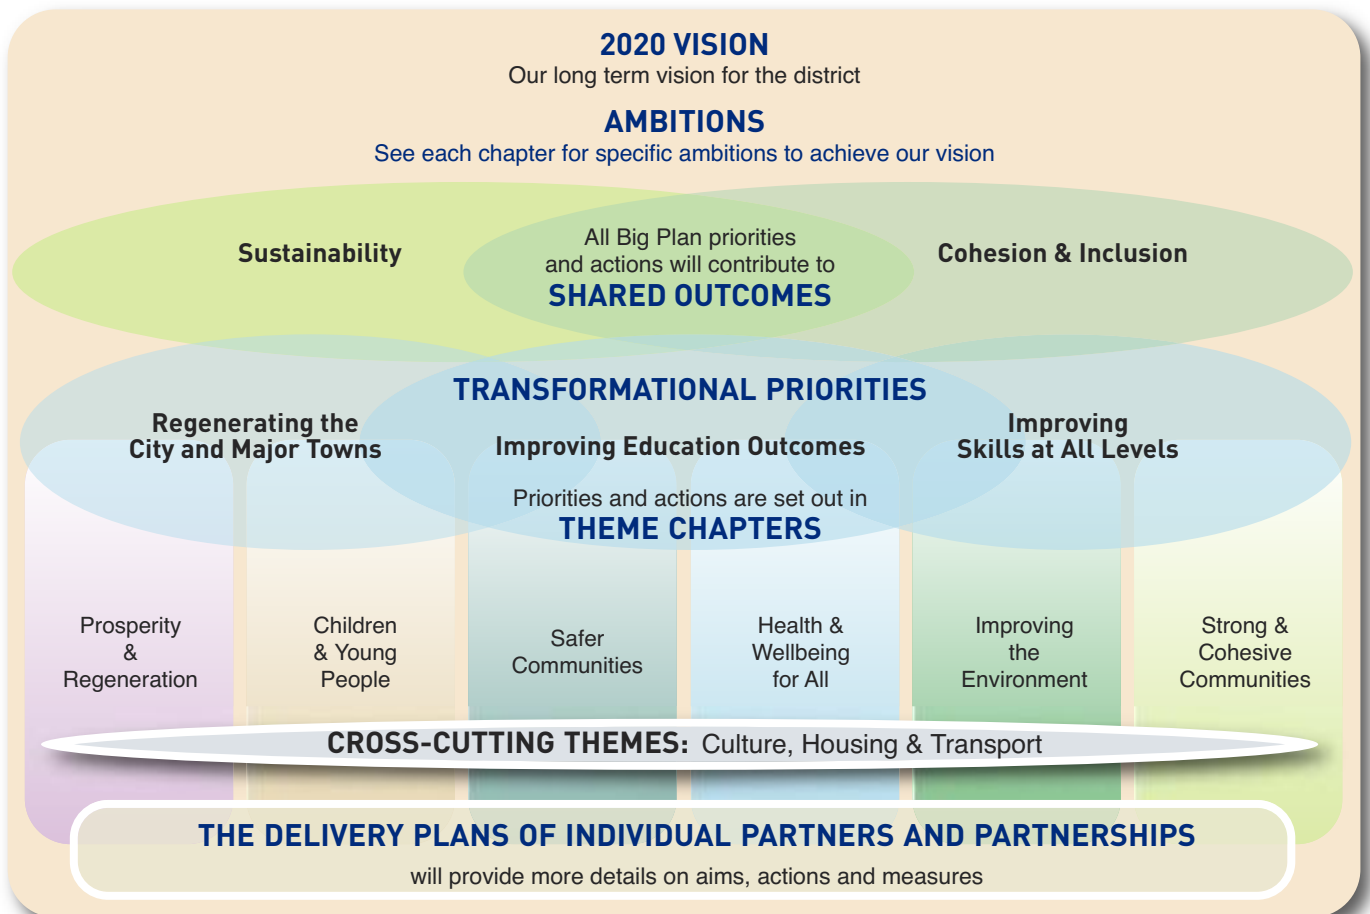 2020 VISION
Our long term vision for the district
AMBITIONS
See each chapter for specific ambitions to achieve our vision
Sustainability
All Big Plan priorities
and actions will contribute to
SHARED OUTCOMES
Cohesion & Inclusion
TRANSFORMATIONAL PRIORITIES
Regenerating the
City and Major Towns
Improving Education Outcomes
Improving
Skills at All Levels
Priorities and actions are set out in
THEME CHAPTERS
Prosperity
&
Regeneration
Children
& Young
People
Safer
Communities
Health &
Wellbeing
for All
Improving
the
Environment
Strong &
Cohesive
Communities
CROSS-CUTTING THEMES: Culture, Housing & Transport
THE DELIVERY PLANS OF INDIVIDUAL PARTNERS AND PARTNERSHIPS
will provide more details on aims, actions and measures